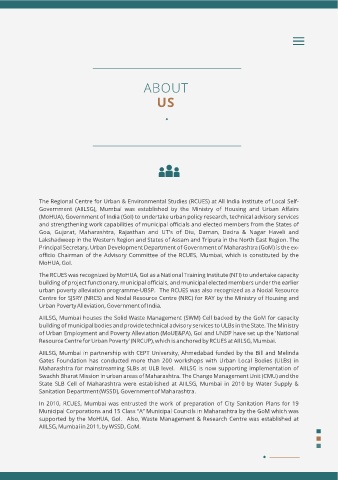 ABOUT
US
The Regional Centre for Urban & Environmental Studies (RCUES) at All India Institute of Local Self-
Government (AIILSG), Mumbai was established by the Ministry of Housing and Urban Affairs
(MoHUA), Government of India (GoI) to undertake urban policy research, technical advisory services
and strengthening work capabilities of municipal officials and elected members from the States of
Goa, Gujarat, Maharashtra, Rajasthan and UT's of Diu, Daman, Dadra & Nagar Haveli and
Lakshadweep in the Western Region and States of Assam and Tripura in the North East Region. The
Principal Secretary, Urban Development Department of Government of Maharashtra (GoM) is the ex-
officio Chairman of the Advisory Committee of the RCUES, Mumbai, which is constituted by the
MoHUA, GoI.
The RCUES was recognized by MoHUA, GoI as a National Training Institute (NTI) to undertake capacity
building of project functionary, municipal officials, and municipal elected members under the earlier
urban poverty alleviation programme-UBSP. The RCUES was also recognized as a Nodal Resource
Centre for SJSRY (NRCS) and Nodal Resource Centre (NRC) for RAY by the Ministry of Housing and
Urban Poverty Alleviation, Government of India.
AIILSG, Mumbai houses the Solid Waste Management (SWM) Cell backed by the GoM for capacity
building of municipal bodies and provide technical advisory services to ULBs in the State. The Ministry
of Urban Employment and Poverty Alleviation (MoUE&PA), GoI and UNDP have set up the 'National
Resource Centre for Urban Poverty' (NRCUP), which is anchored by RCUES at AIILSG, Mumbai.
AIILSG, Mumbai in partnership with CEPT University, Ahmedabad funded by the Bill and Melinda
Gates Foundation has conducted more than 200 workshops with Urban Local Bodies (ULBs) in
Maharashtra for mainstreaming SLBs at ULB level. AIILSG is now supporting implementation of
Swachh Bharat Mission in urban areas of Maharashtra. The Change Management Unit (CMU) and the
State SLB Cell of Maharashtra were established at AIILSG, Mumbai in 2010 by Water Supply &
Sanitation Department (WSSD), Government of Maharashtra.
In 2010, RCUES, Mumbai was entrusted the work of preparation of City Sanitation Plans for 19
Municipal Corporations and 15 Class "A" Municipal Councils in Maharashtra by the GoM which was
supported by the MoHUA, GoI. Also, Waste Management & Research Centre was established at
AIILSG, Mumbai in 2011, by WSSD, GoM.